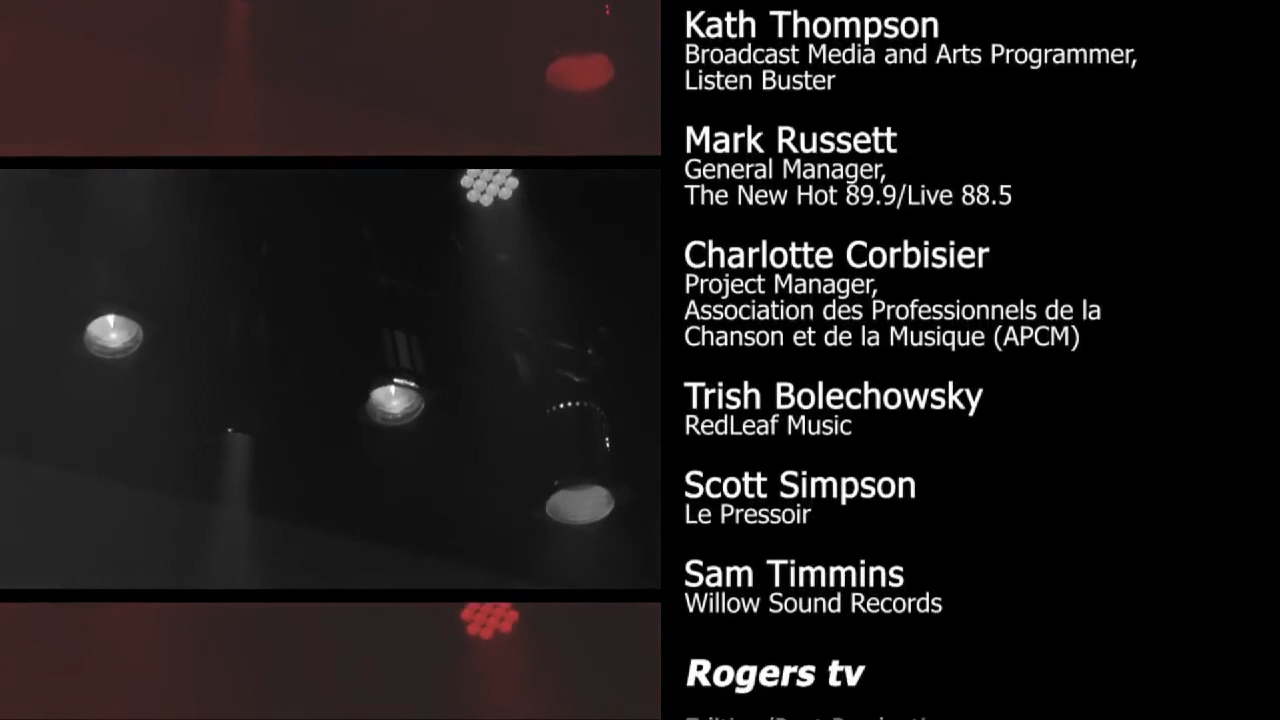 Kath Thompson
Broadcast Media and Arts Programmer,
Listen Buster
Mark Russett
General Manager,
The New Hot 89.9/Live 88.5
Charlotte Corbisier
Project Manager,
Association des Professionnels de la
Chanson et de la Musique (APCM)
Trish Bolechowsky
RedLeaf Music
Scott Simpson
Le Pressoir
Sam Timmins
Willow Sound Records
Rogers tv